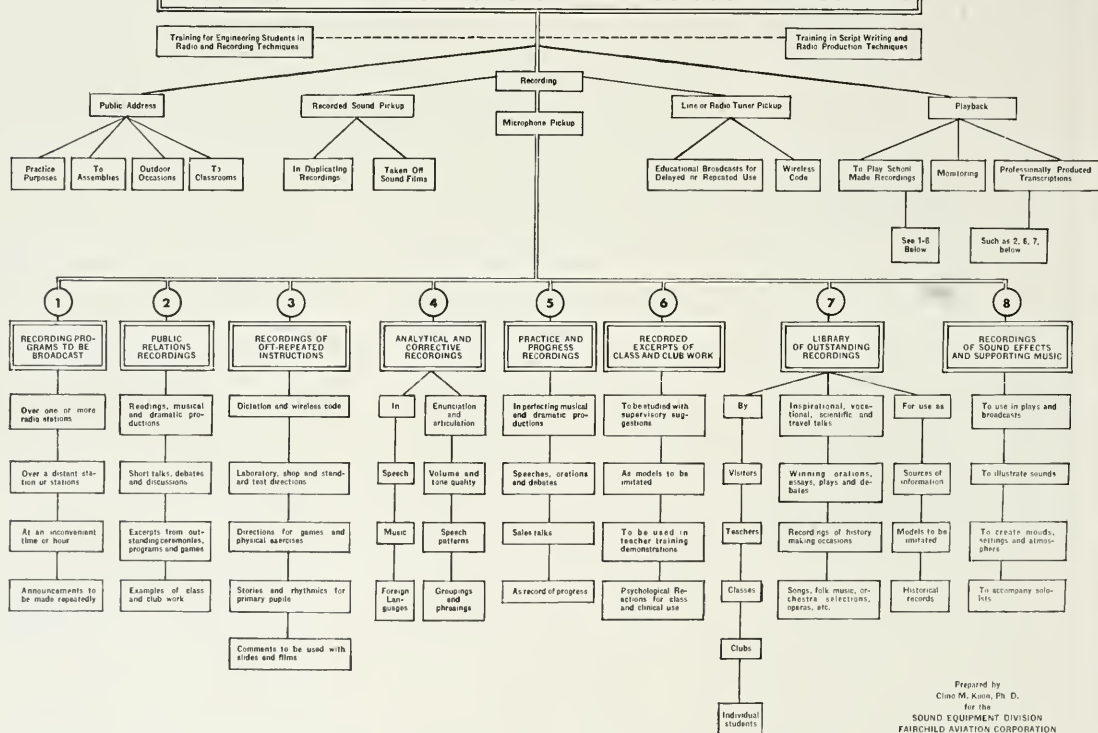 Training for Engineering Students in
Radio and Recording Techniques
Training in Script Writing and
Radio Production Techniques
Recording
Public Address
Recorded Sound Pickup
Microphone Pickup
Line or Radio Tuner Pickup
Playback
Practice
Purposes
To
Assemblies
Outdoor
Occasions
To
Classrooms
In Duplicating
Recordings
Taken Off
Sound Films
Educational Broadcasts for
Delayed or Repeated Use
Wireless
Code
To Play School
Made Recordings
Monitoring
Professionally Produced
Transcriptions
See 1-8
Below
Such as 2, 6, 7,
below
1
2
3
4
5
6
7
8
RECORDING PRO-
GRAMS TO BE
BROADCAST
PUBLIC
RELATIONS
RECORDINGS
RECORDINGS OF
OFT-REPEATED
INSTRUCTIONS
ANALYTICAL AND
CORRECTIVE
RECORDINGS
PRACTICE AND
PROGRESS
RECORDINGS
RECORDED
EXCERPTS OF
CLASS AND CLUB WORK
LIBRARY
OF OUTSTANDING
RECORDINGS
RECORDINGS
OF SOUND EFFECTS
AND SUPPORTING MUSIC
Over one or more
radio stations
Over a distant sta-
tion or stations
At an inconvenient
time or hour
Announcements to
be made repeatedly
Readings, musical
and dramatic pro-
ductions
Short talks, debates
and discussions
Excerpts from out-
standing ceremonies,
programs and games
Examples of class
and club work
Dictation and wireless code
Laboratory, shop and stand-
ard test directions
Directions for games and
physical exercises
Stories and rhythmics for
primary pupils
Comments to be used with
slides and films
In
Speech
Music
Foreign
Lan-
guages
Enunciation
and
articulation
Volume and
tone quality
Speech
patterns
Groupings
and
phrasings
In perfecting musical
and dramatic pro-
ductions
Speeches, orations
and debates
Sales talks
As record of progress
To be studied with
supervisory sug-
gestions
As models to be
imitated
To be used in
teacher training
demonstrations
Psychological Re-
actions for class
and clinical use
By
Visitors
Teachers
Classes
Clubs
Individual
students
Inspirational, voca-
tional, scientific and
travel talks
Winning orations,
essays, plays and de-
bates
Recordings of history
making occasions
Songs, folk music, or-
chestra selections,
operas, etc.
For use as
Sources of
information
Models to be
imitated
Historical
records
To use in plays and
broadcasts
To illustrate sounds
To create moods,
settings and atmos-
phere
To accompany solo-
ists
Prepared by
Cline M. Koon, Ph. D.
for the
SOUND EQUIPMENT DIVISION
FAIRCHILD AVIATION CORPORATION